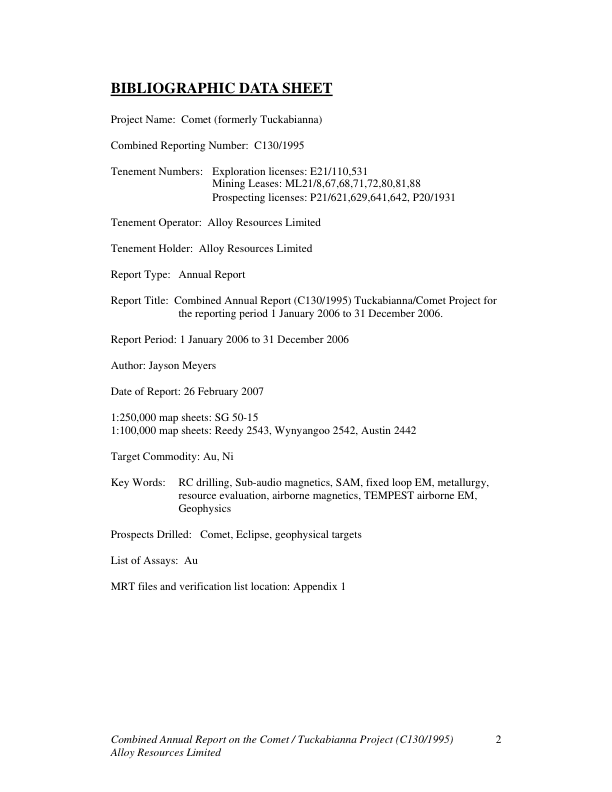 BIBLIOGRAPHIC DATA SHEET
Project Name: Comet (formerly Tuckabianna)
Combined Reporting Number: C130/1995
Tenement Numbers: Exploration licenses: E21/110,531
Mining Leases: ML21/8,67,68,71,72,80,81,88
Prospecting licenses: P21/621,629,641,642, P20/1931
Tenement Operator: Alloy Resources Limited
Tenement Holder: Alloy Resources Limited
Report Type: Annual Report
Report Title: Combined Annual Report (C130/1995) Tuckabianna/Comet Project for
the reporting period 1 January 2006 to 31 December 2006.
Report Period: 1 January 2006 to 31 December 2006
Author: Jayson Meyers
Date of Report: 26 February 2007
1:250,000 map sheets: SG 50-15
1:100,000 map sheets: Reedy 2543, Wynyangoo 2542, Austin 2442
Target Commodity: Au, Ni
Key Words: RC drilling, Sub-audio magnetics, SAM, fixed loop EM, metallurgy,
resource evaluation, airborne magnetics, TEMPEST airborne EM,
Geophysics
Prospects Drilled: Comet, Eclipse, geophysical targets
List of Assays: Au
MRT files and verification list location: Appendix 1
Combined Annual Report on the Comet / Tuckabianna Project (C130/1995) 2
Alloy Resources Limited